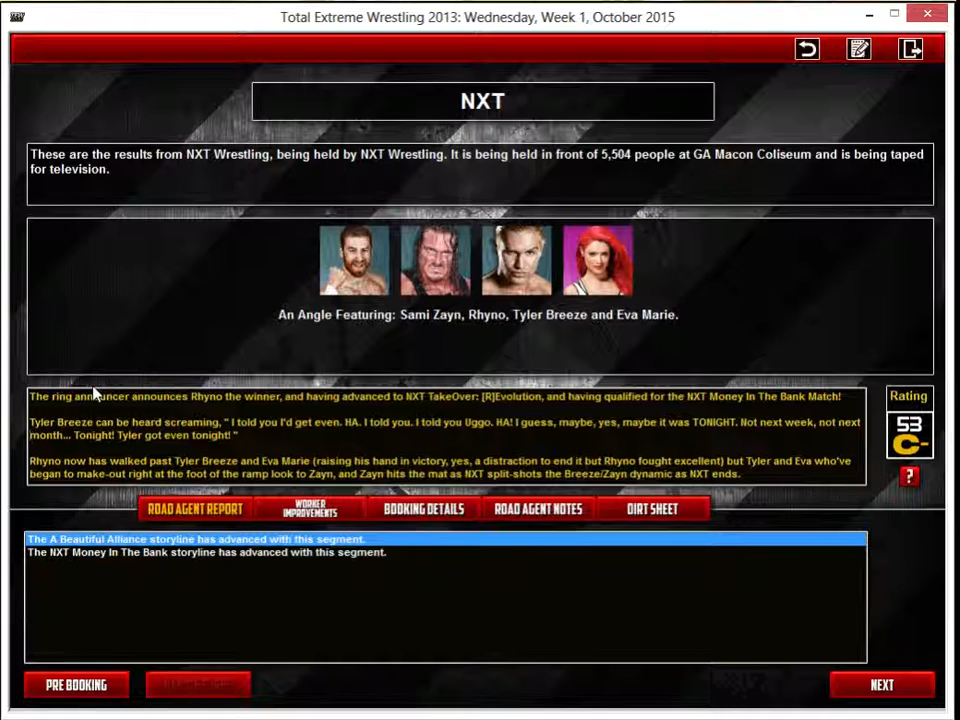 Total Extreme Wrestling 2013: Wednesday, Week 1, October 2015
NXT
These are the results from NXT Wrestling, being held by NXT Wrestling. It is being held in front of 5,504 people at GA Macon Coliseum and is being taped
for television.
An Angle Featuring: Sami Zayn, Rhyno, Tyler Breeze and Eva Marie.
The ring announcer announces Rhyno the winner, and having advanced to NXT TakeOver: [R]Evolution, and having qualified for the NXT Money In The Bank Match!
Tyler Breeze can be heard screaming, " I told you I'd get even. HA. I told you. I told you Uggo. HA! I guess, maybe, yes, maybe it was TONIGHT. Not next week, not next
month... Tonight! Tyler got even tonight! "
Rhyno now has walked past Tyler Breeze and Eva Marie (raising his hand in victory, yes, a distraction to end it but Rhyno fought excellent) but Tyler and Eva who've
began to make-out right at the foot of the ramp look to Zayn, and Zayn hits the mat as NXT split-shots the Breeze/Zayn dynamic as NXT ends.
Rating
53
C-
?
ROAD AGENT REPORT
WORKER
IMPROVEMENTS
BOOKING DETAILS
ROAD AGENT NOTES
DIRT SHEET
The A Beautiful Alliance storyline has advanced with this segment.
The NXT Money In The Bank storyline has advanced with this segment.
PRE BOOKING
NEXT